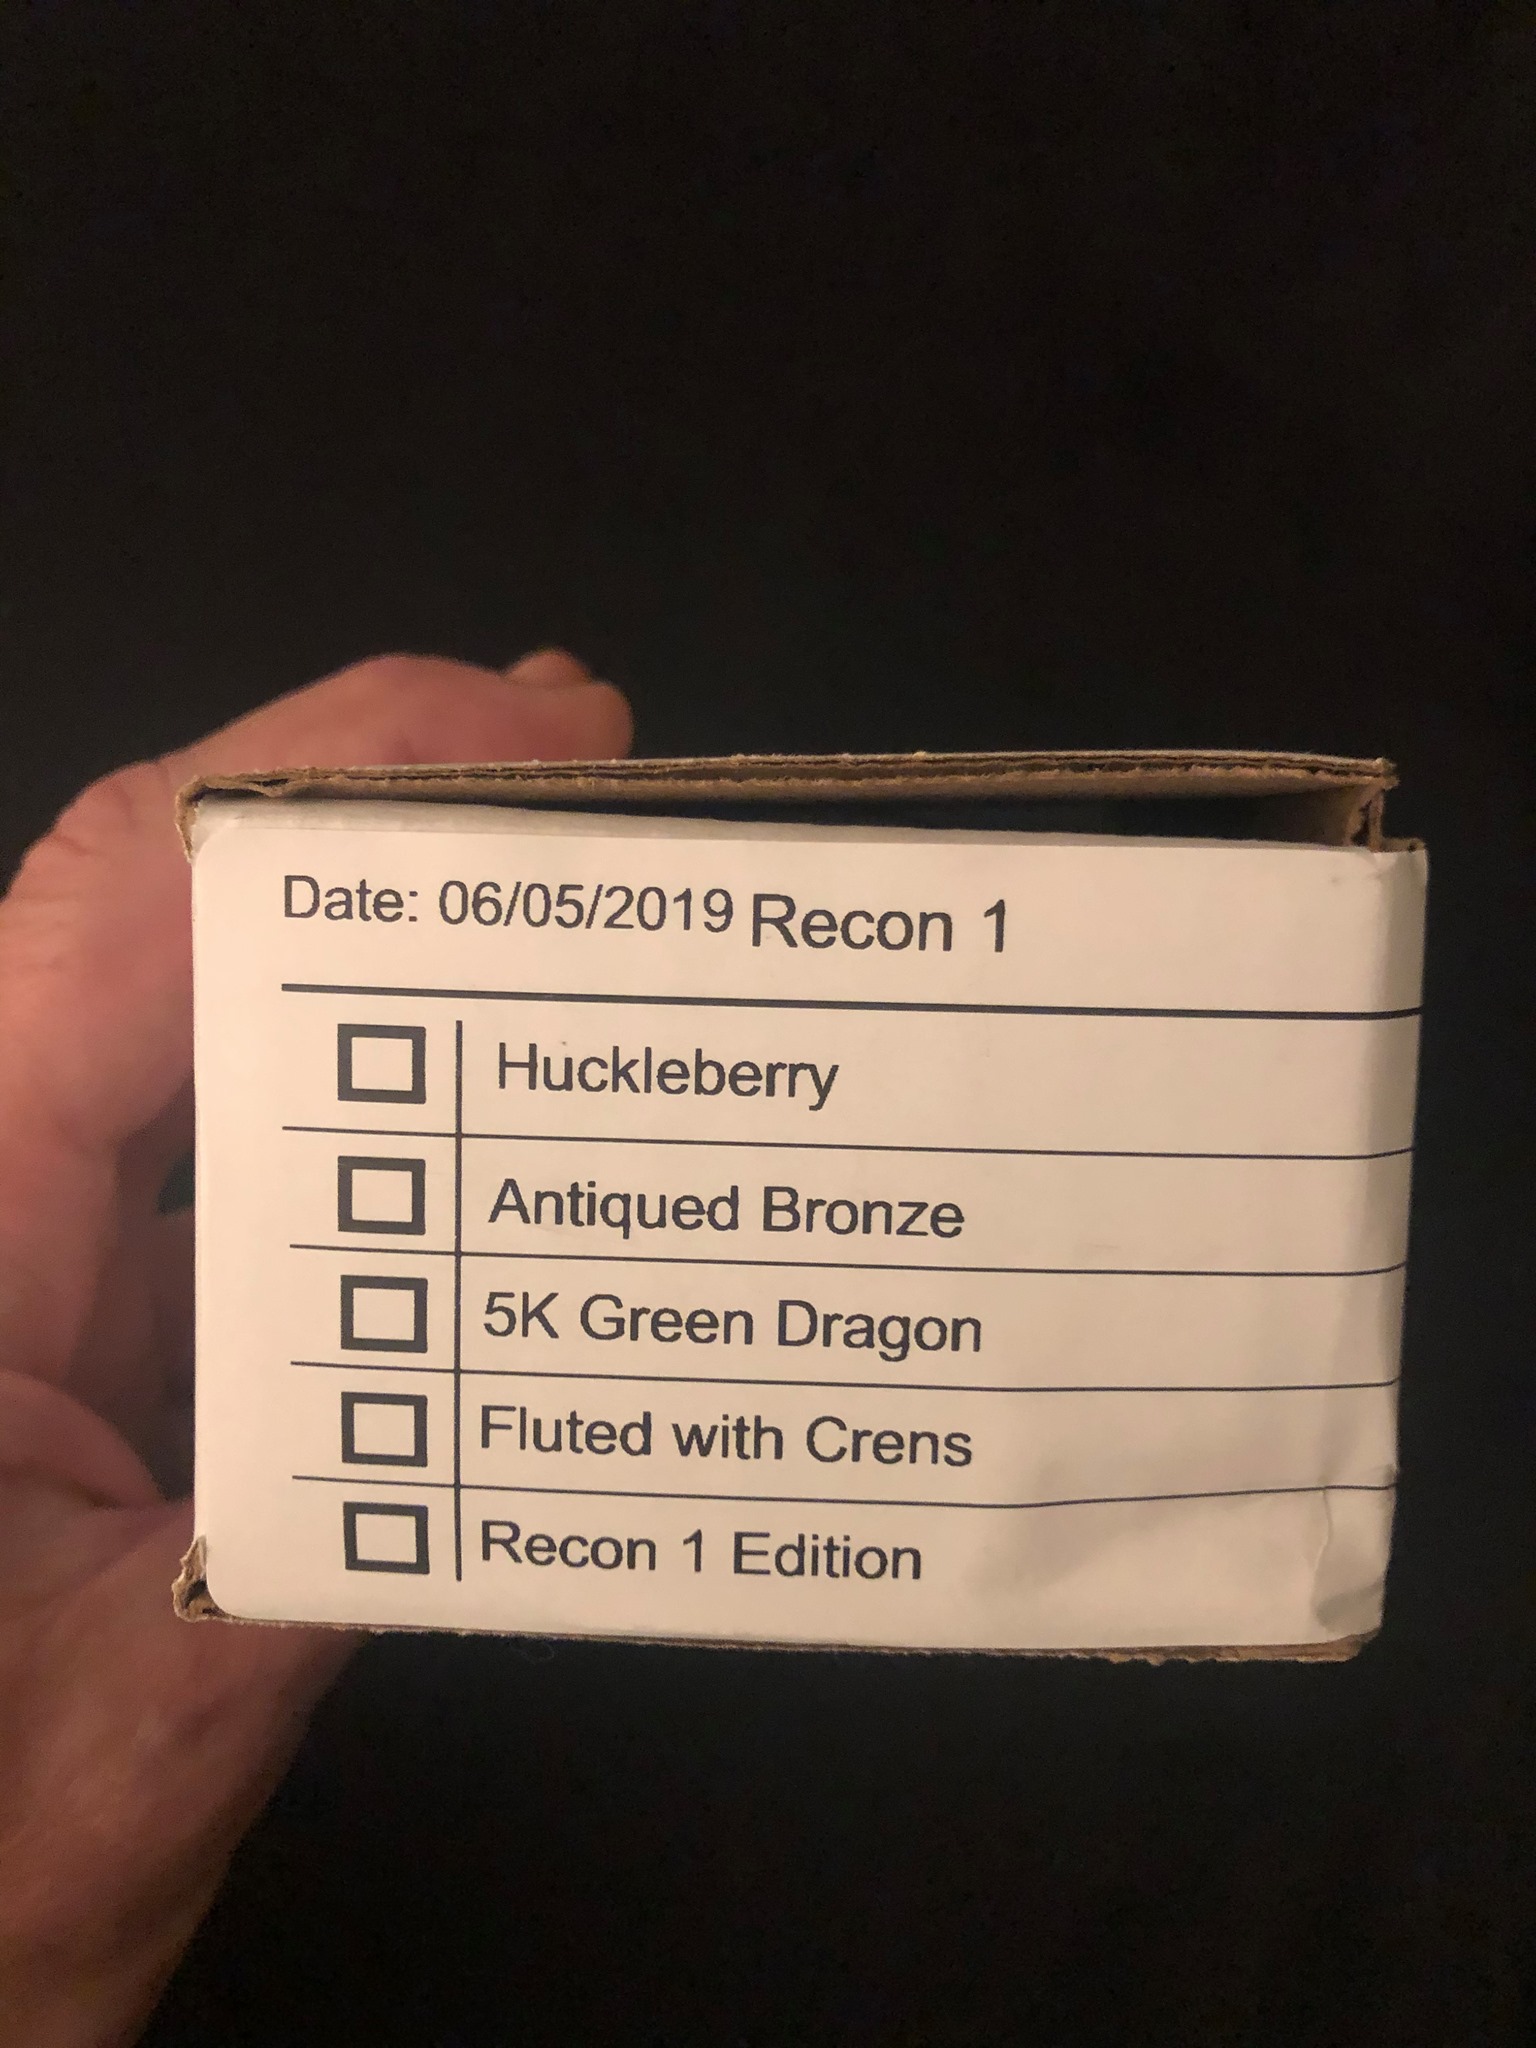 Date: 06/05/2019 Recon 1
Huckleberry
Antiqued Bronze
5K Green Dragon
Fluted with Crens
Recon 1 Edition